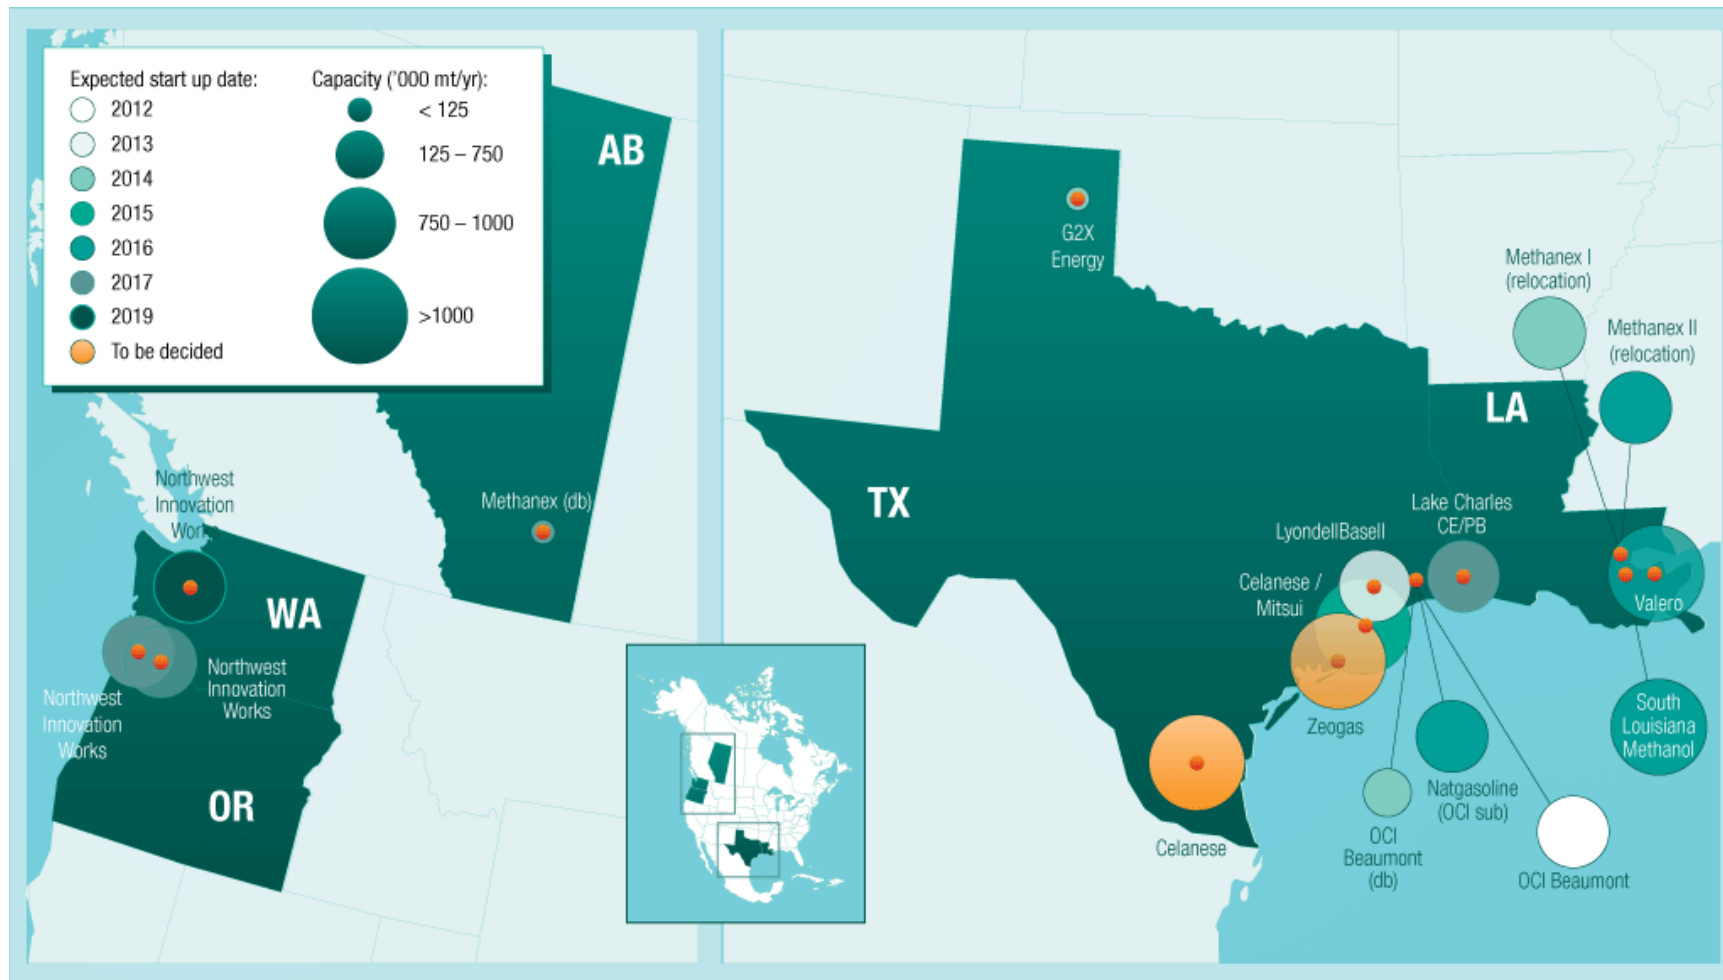 Expected start up date:
2012
2013
2014
2015
2016
2017
2019
To be decided
Capacity ('000 mt/yr):
< 125
125 – 750
750 – 1000
>1000
AB
Methanex (db)
Northwest
Innovation
Works
WA
Northwest
Innovation
Works
Northwest
Innovation
Works
OR
G2X
Energy
TX
LA
Methanex I
(relocation)
Methanex II
(relocation)
Lake Charles
CE/PB
LyondellBasell
Celanese /
Mitsui
Valero
Zeogas
South
Louisiana
Methanol
Natgasoline
(OCI sub)
OCI
Beaumont
(db)
OCI Beaumont
Celanese